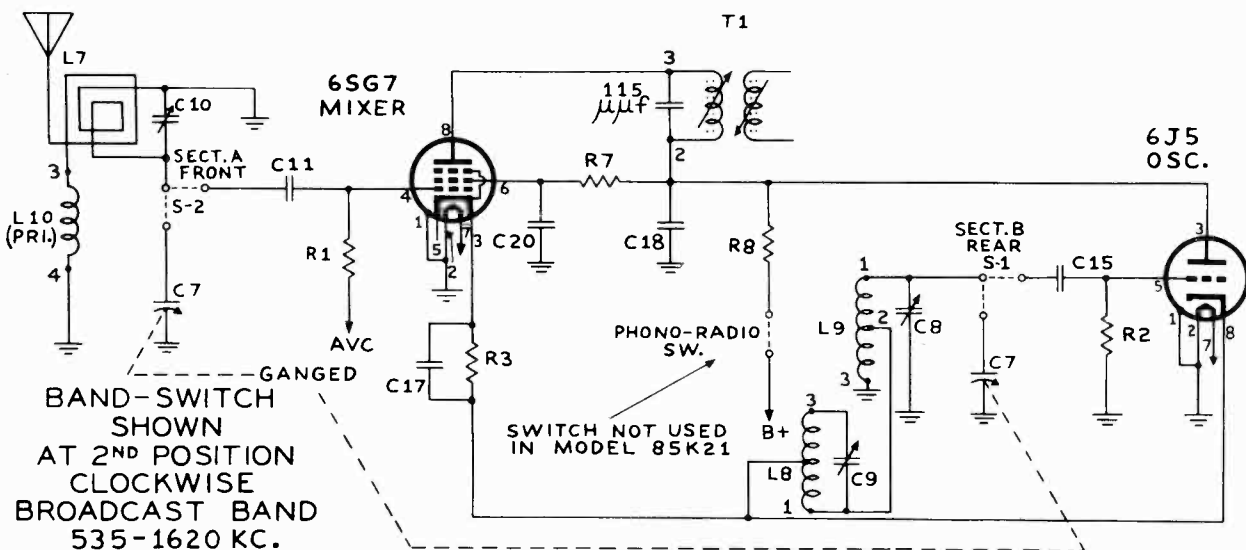 T1
L7
3
6SG7
MIXER
115
μμf
C10
8
6J5
OSC.
SECT. A
FRONT
C11
2
R7
3
4
6
S-2
3
L10
(PRI.)
4
1
5
2
7
3
C20
C18
R8
SECT. B
REAR
S-1
C15
3
5
R1
C7
1
L9
2
3
C8
1
2
7
8
R2
AVC
R3
C17
PHONO-RADIO
SW.
C7
GANGED
BAND-SWITCH
SHOWN
AT 2ND POSITION
CLOCKWISE
BROADCAST BAND
535-1620 KC.
SWITCH NOT USED
IN MODEL 85K21
B+
3
L8
C9
1